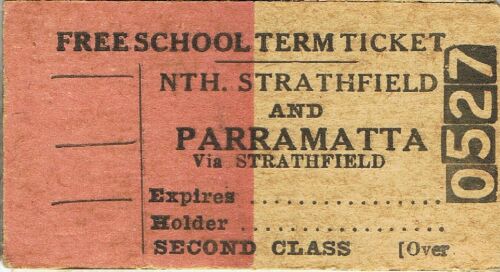 FREE SCHOOL TERM TICKET
NTH. STRATHFIELD
AND
PARRAMATTA
Via STRATHFIELD
Expires ..................
Holder ..................
SECOND CLASS [Over
0527